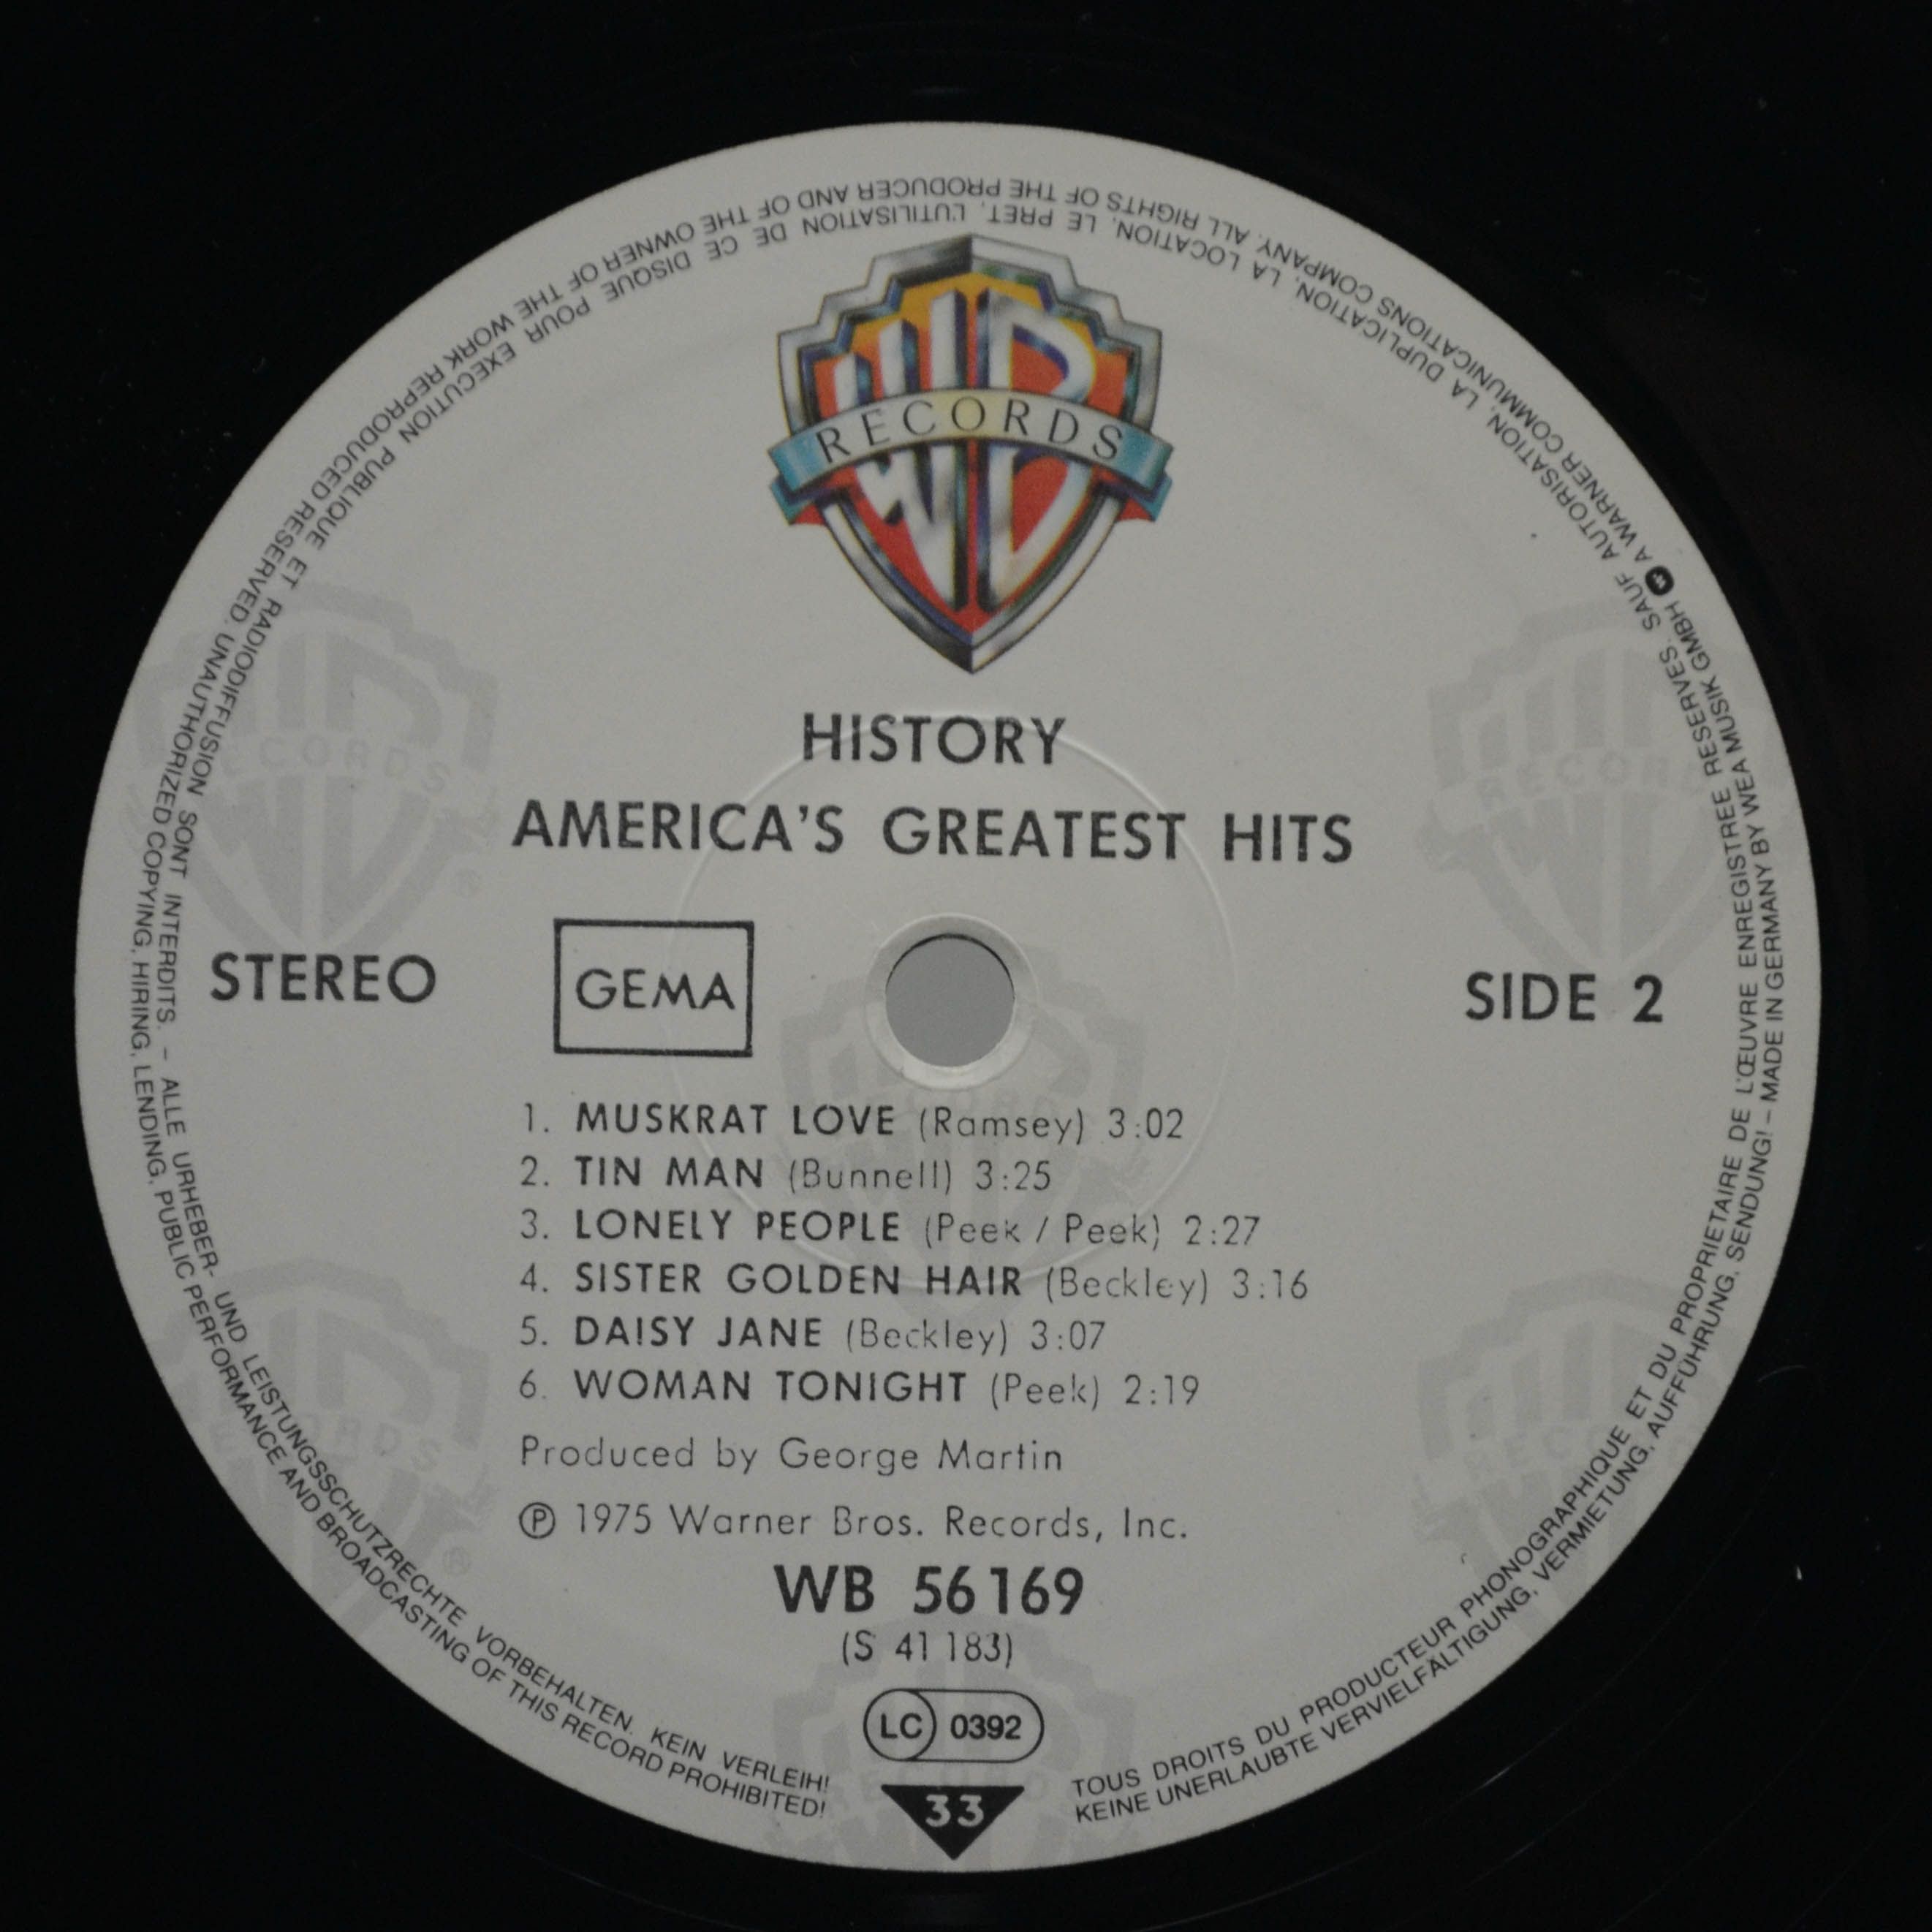 WB
RECORDS
HISTORY
AMERICA'S GREATEST HITS
STEREO
GEMA
SIDE 2
1. MUSKRAT LOVE (Ramsey) 3:02
2. TIN MAN (Bunnell) 3:25
3. LONELY PEOPLE (Peek / Peek) 2:27
4. SISTER GOLDEN HAIR (Beckley) 3:16
5. DAISY JANE (Beckley) 3:07
6. WOMAN TONIGHT (Peek) 2:19
Produced by George Martin
Ⓟ 1975 Warner Bros. Records, Inc.
WB 56 169
(S 41 183)
LC 0392
33
TOUS DROITS DU PRODUCTEUR PHONOGRAPHIQUE ET DU PROPRIETAIRE DE L'ŒUVRE ENREGISTREE RESERVES. SAUF AUTORISATION, LA DUPLICATION, LA LOCATION, LE PRET, L'UTILISATION DE CE DISQUE POUR EXECUTION PUBLIQUE ET RADIODIFFUSION SONT INTERDITS. – ALLE URHEBER- UND LEISTUNGSSCHUTZRECHTE VORBEHALTEN. KEIN VERLEIH!
KEINE UNERLAUBTE VERVIELFÄLTIGUNG, VERMIETUNG, AUFFÜHRUNG, SENDUNG! – MADE IN GERMANY BY WEA MUSIK GMBH A WARNER COMMUNICATIONS COMPANY. ALL RIGHTS OF THE PRODUCER AND OF THE OWNER OF THE WORK REPRODUCED RESERVED. UNAUTHORIZED COPYING, HIRING, LENDING, PUBLIC PERFORMANCE AND BROADCASTING OF THIS RECORD PROHIBITED!